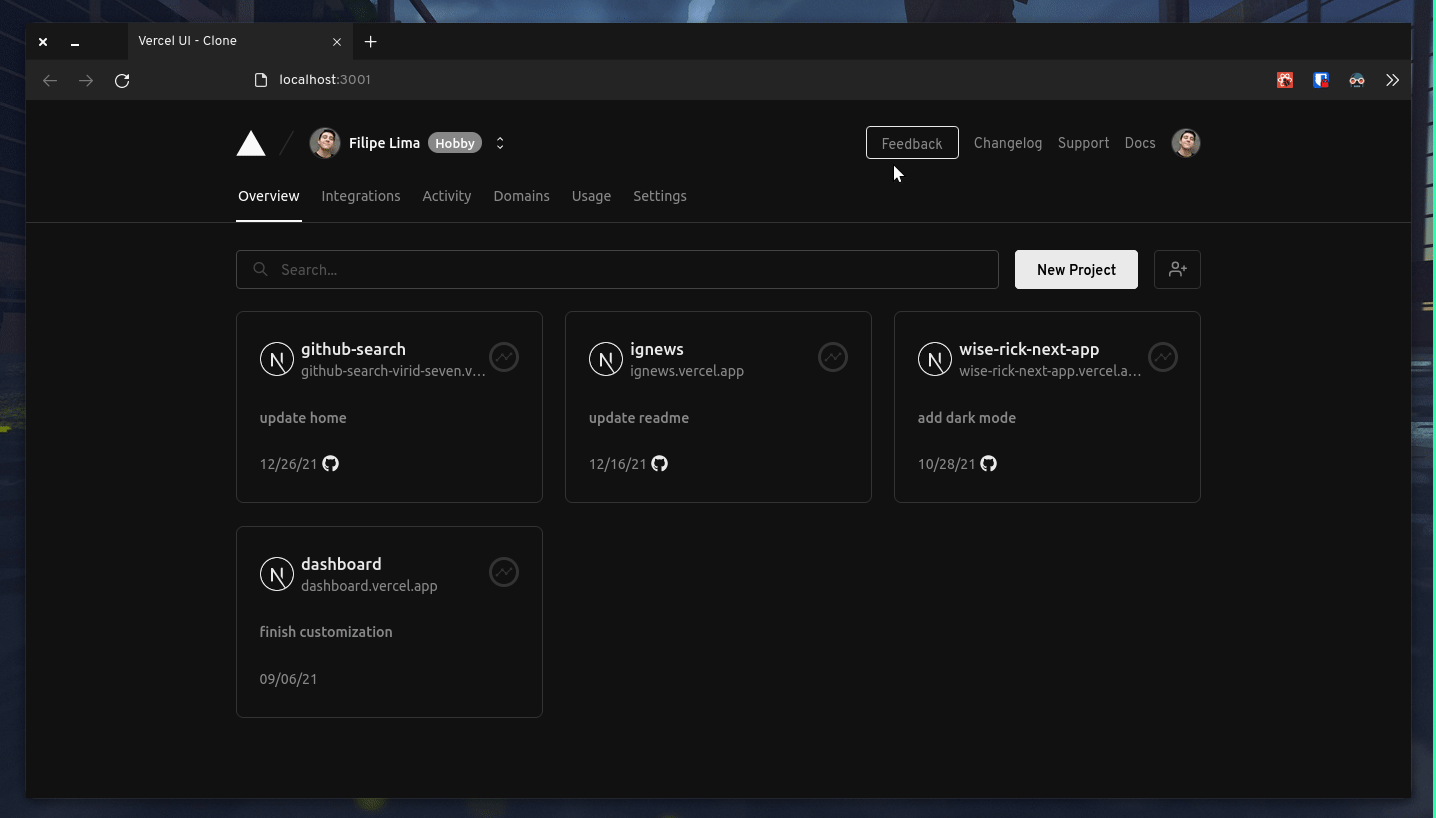 Vercel UI - Clone
localhost:3001
Filipe Lima Hobby
Feedback Changelog Support Docs
Overview Integrations Activity Domains Usage Settings
Search...
New Project
github-search
github-search-virid-seven.v...
update home
12/26/21
ignews
ignews.vercel.app
update readme
12/16/21
wise-rick-next-app
wise-rick-next-app.vercel.a...
add dark mode
10/28/21
dashboard
dashboard.vercel.app
finish customization
09/06/21